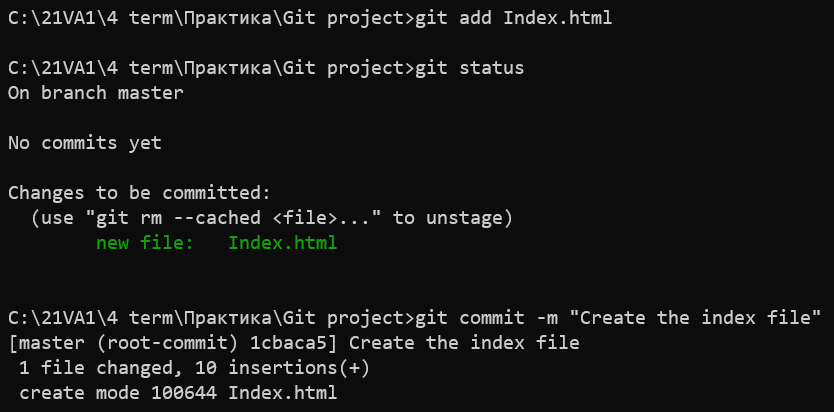 C:\21VA1\4 term\Практика\Git project>git add Index.html
C:\21VA1\4 term\Практика\Git project>git status
On branch master
No commits yet
Changes to be committed:
  (use "git rm --cached <file>..." to unstage)
        new file:   Index.html
C:\21VA1\4 term\Практика\Git project>git commit -m "Create the index file"
[master (root-commit) 1cbaca5] Create the index file
 1 file changed, 10 insertions(+)
 create mode 100644 Index.html